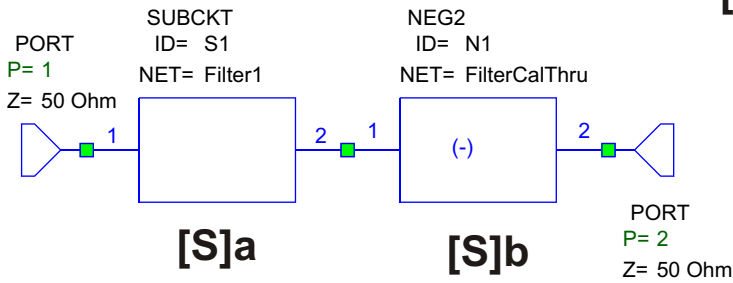 SUBCKT
ID= S1
NET= Filter1
NEG2
ID= N1
NET= FilterCalThru
PORT
P= 1
Z= 50 Ohm
1
2
1
(-)
2
[S]a
[S]b
PORT
P= 2
Z= 50 Ohm